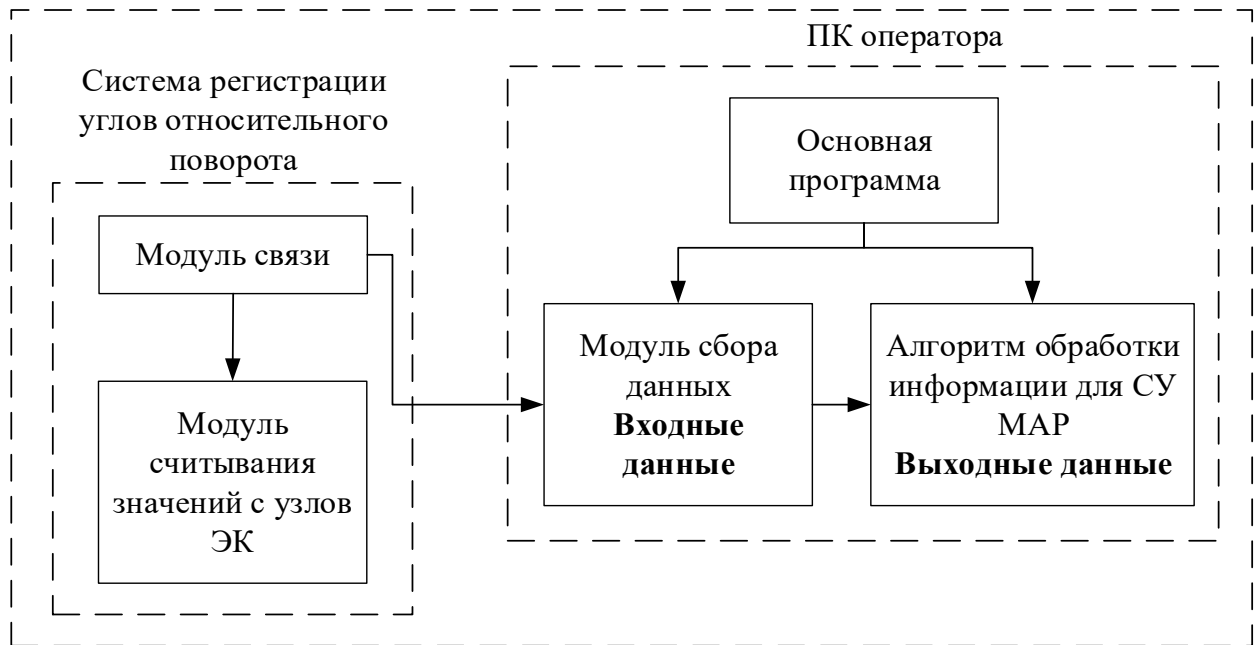 ПК оператора
Система регистрации
углов относительного
поворота
Основная
программа
Модуль связи
Модуль сбора
данных
Входные
данные
Алгоритм обработки
информации для СУ
МАР
Выходные данные
Модуль
считывания
значений с узлов
ЭК